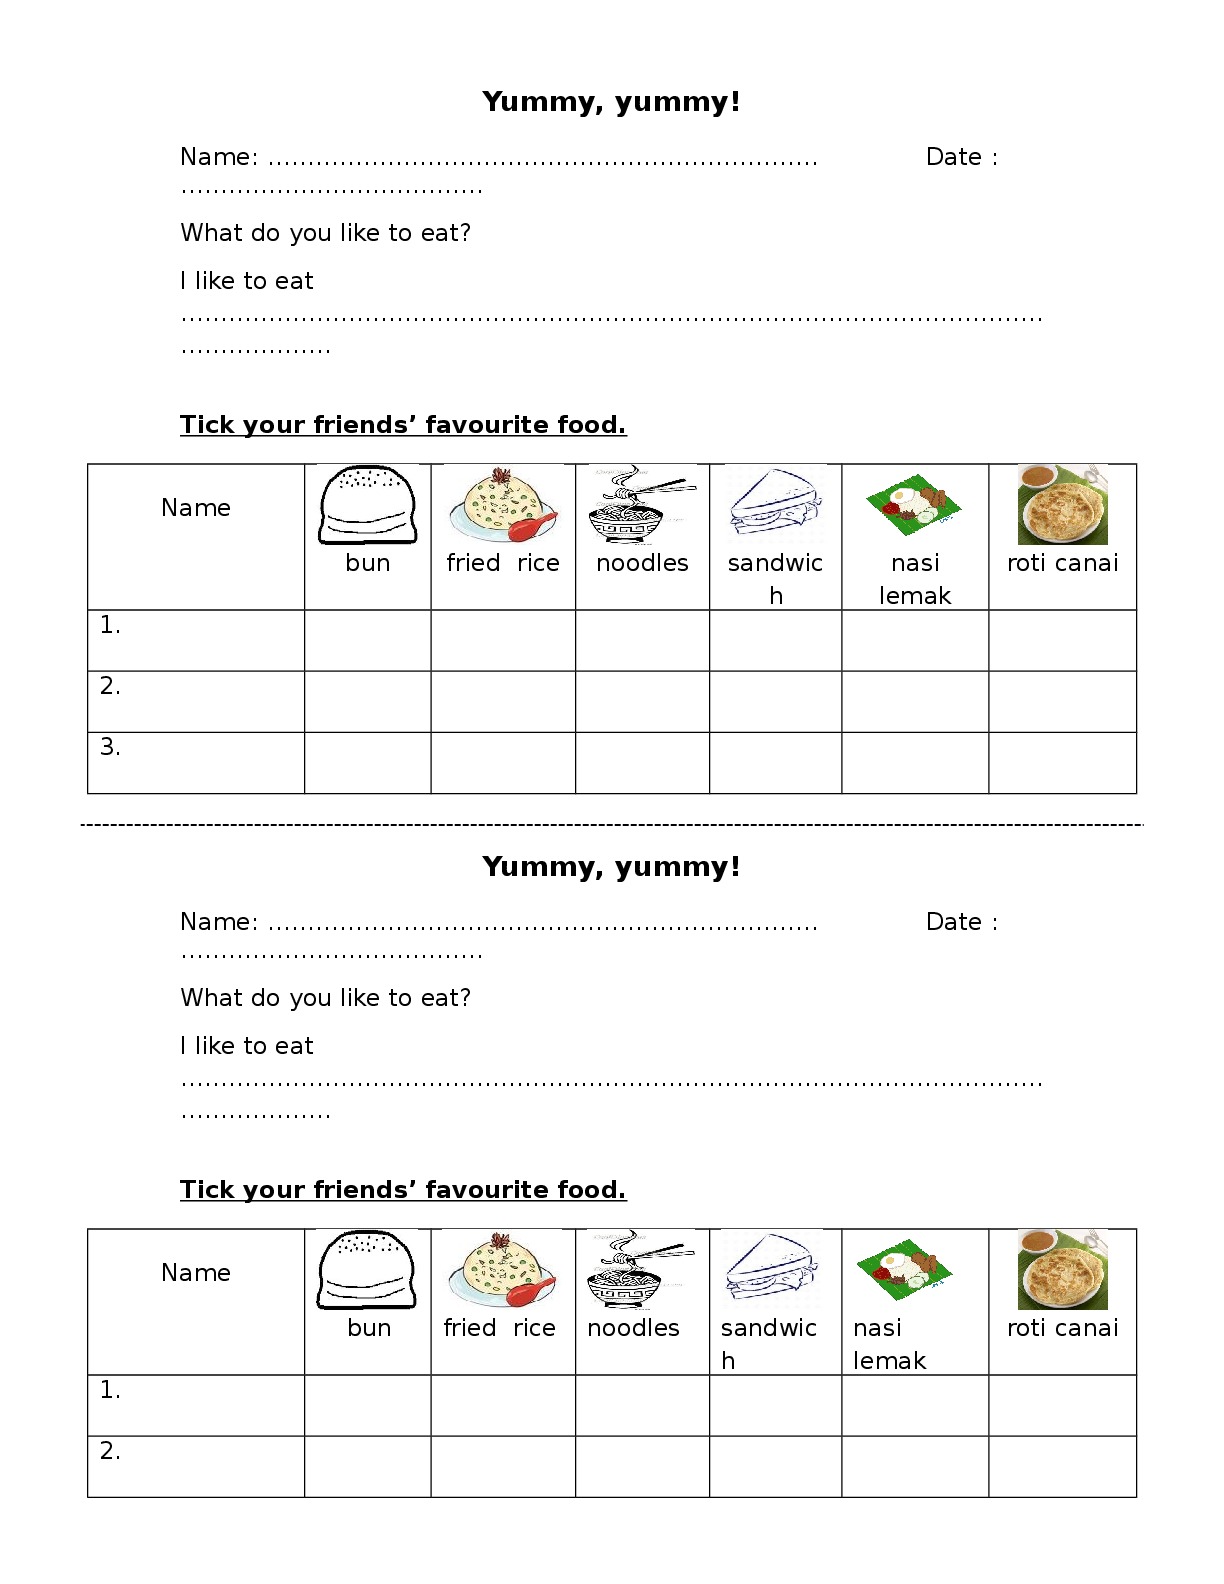 Yummy, yummy!
Name: …………………………………………………………… Date :
………………………………..
What do you like to eat?
I like to eat
………………………………………………………………………………………………
……………….
Tick your friends’ favourite food.
Name bun fried rice noodles sandwic nasi roti canai
h lemak
1.
2.
3.
Yummy, yummy!
Name: …………………………………………………………… Date :
………………………………..
What do you like to eat?
I like to eat
………………………………………………………………………………………………
……………….
Tick your friends’ favourite food.
Name bun fried rice noodles sandwic nasi roti canai
h lemak
1.
2.